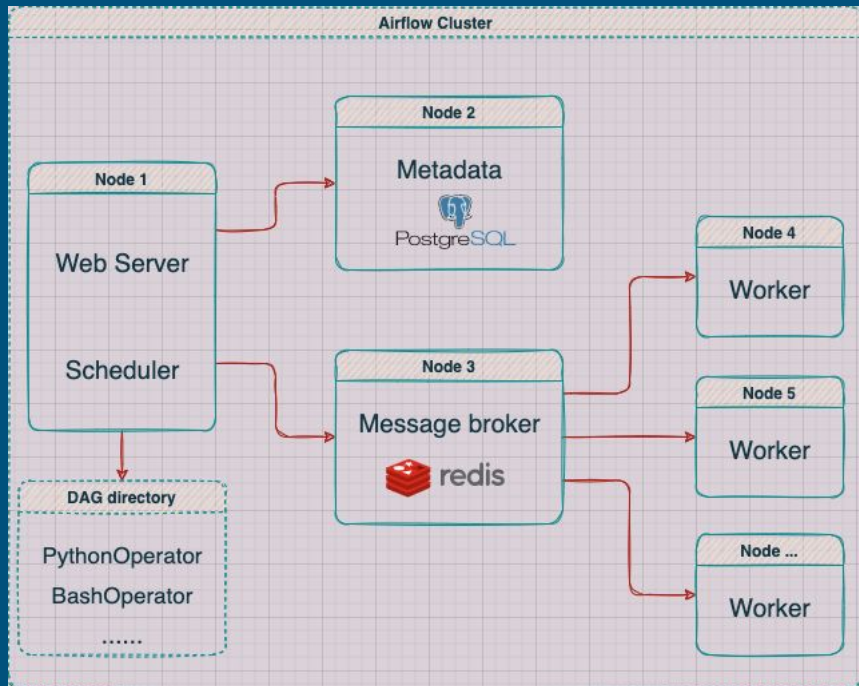 Airflow Cluster
Node 1
Web Server
Scheduler
DAG directory
PythonOperator
BashOperator
......
Node 2
Metadata
PostgreSQL
Node 3
Message broker
redis
Node 4
Worker
Node 5
Worker
Node ...
Worker